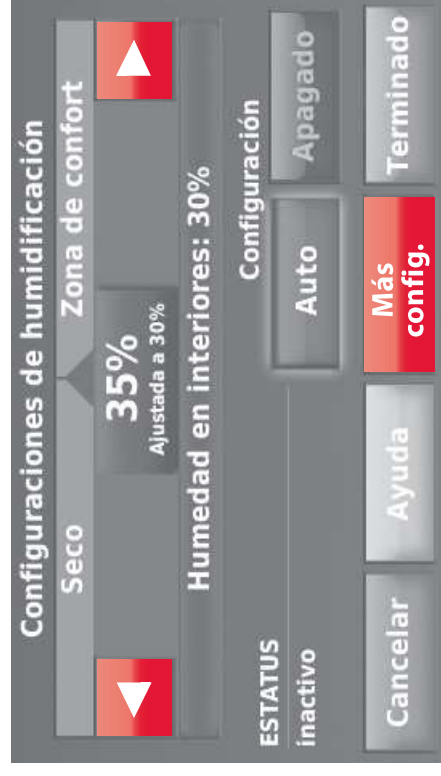 Configuraciones de humidificación
Seco Zona de confort
35%
Ajustada a 30%
Humedad en interiores: 30%
Configuración
ESTATUS
inactivo
Auto Apagado
Cancelar Ayuda Más config. Terminado